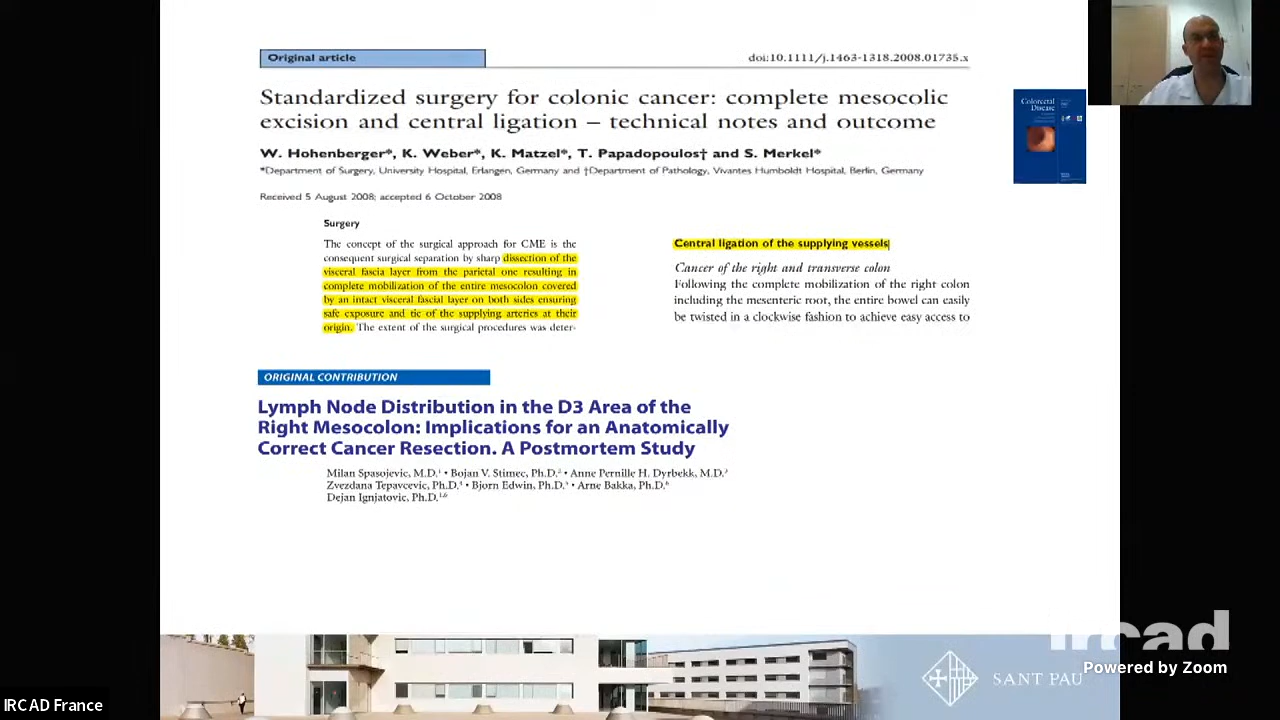 Original article
doi:10.1111/j.1463-1318.2008.01735.x
Standardized surgery for colonic cancer: complete mesocolic
excision and central ligation – technical notes and outcome
W. Hohenberger*, K. Weber*, K. Matzel*, T. Papadopoulos† and S. Merkel*
*Department of Surgery, University Hospital, Erlangen, Germany and †Department of Pathology, Vivantes Humboldt Hospital, Berlin, Germany
Received 5 August 2008; accepted 6 October 2008
Colorectal
Disease
Surgery
The concept of the surgical approach for CME is the
consequent surgical separation by sharp dissection of the
visceral fascia layer from the parietal one resulting in
complete mobilization of the entire mesocolon covered
by an intact visceral fascial layer on both sides ensuring
safe exposure and tie of the supplying arteries at their
origin. The extent of the surgical procedures was deter-
Central ligation of the supplying vessels
Cancer of the right and transverse colon
Following the complete mobilization of the right colon
including the mesenteric root, the entire bowel can easily
be twisted in a clockwise fashion to achieve easy access to
ORIGINAL CONTRIBUTION
Lymph Node Distribution in the D3 Area of the
Right Mesocolon: Implications for an Anatomically
Correct Cancer Resection. A Postmortem Study
Milan Spasojevic, M.D.¹ • Bojan V. Stimec, Ph.D.² • Anne Pernille H. Dyrbekk, M.D.³
Zvezdana Tepavcevic, Ph.D.⁴ • Bjorn Edwin, Ph.D.⁵ • Arne Bakka, Ph.D.⁶
Dejan Ignjatovic, Ph.D.¹,⁶
ircad
Powered by Zoom
SANT PAU
IRCAD France